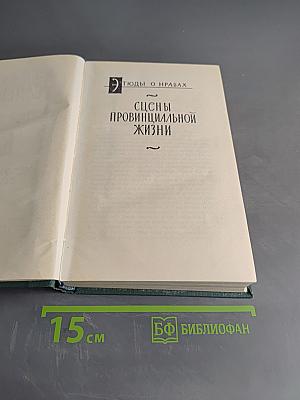 ЭТЮДЫ О НРАВАХ
~
СЦЕНЫ
ПРОВИНЦИАЛЬНОЙ
ЖИЗНИ
~
15 см
БФ БИБЛИОФАН